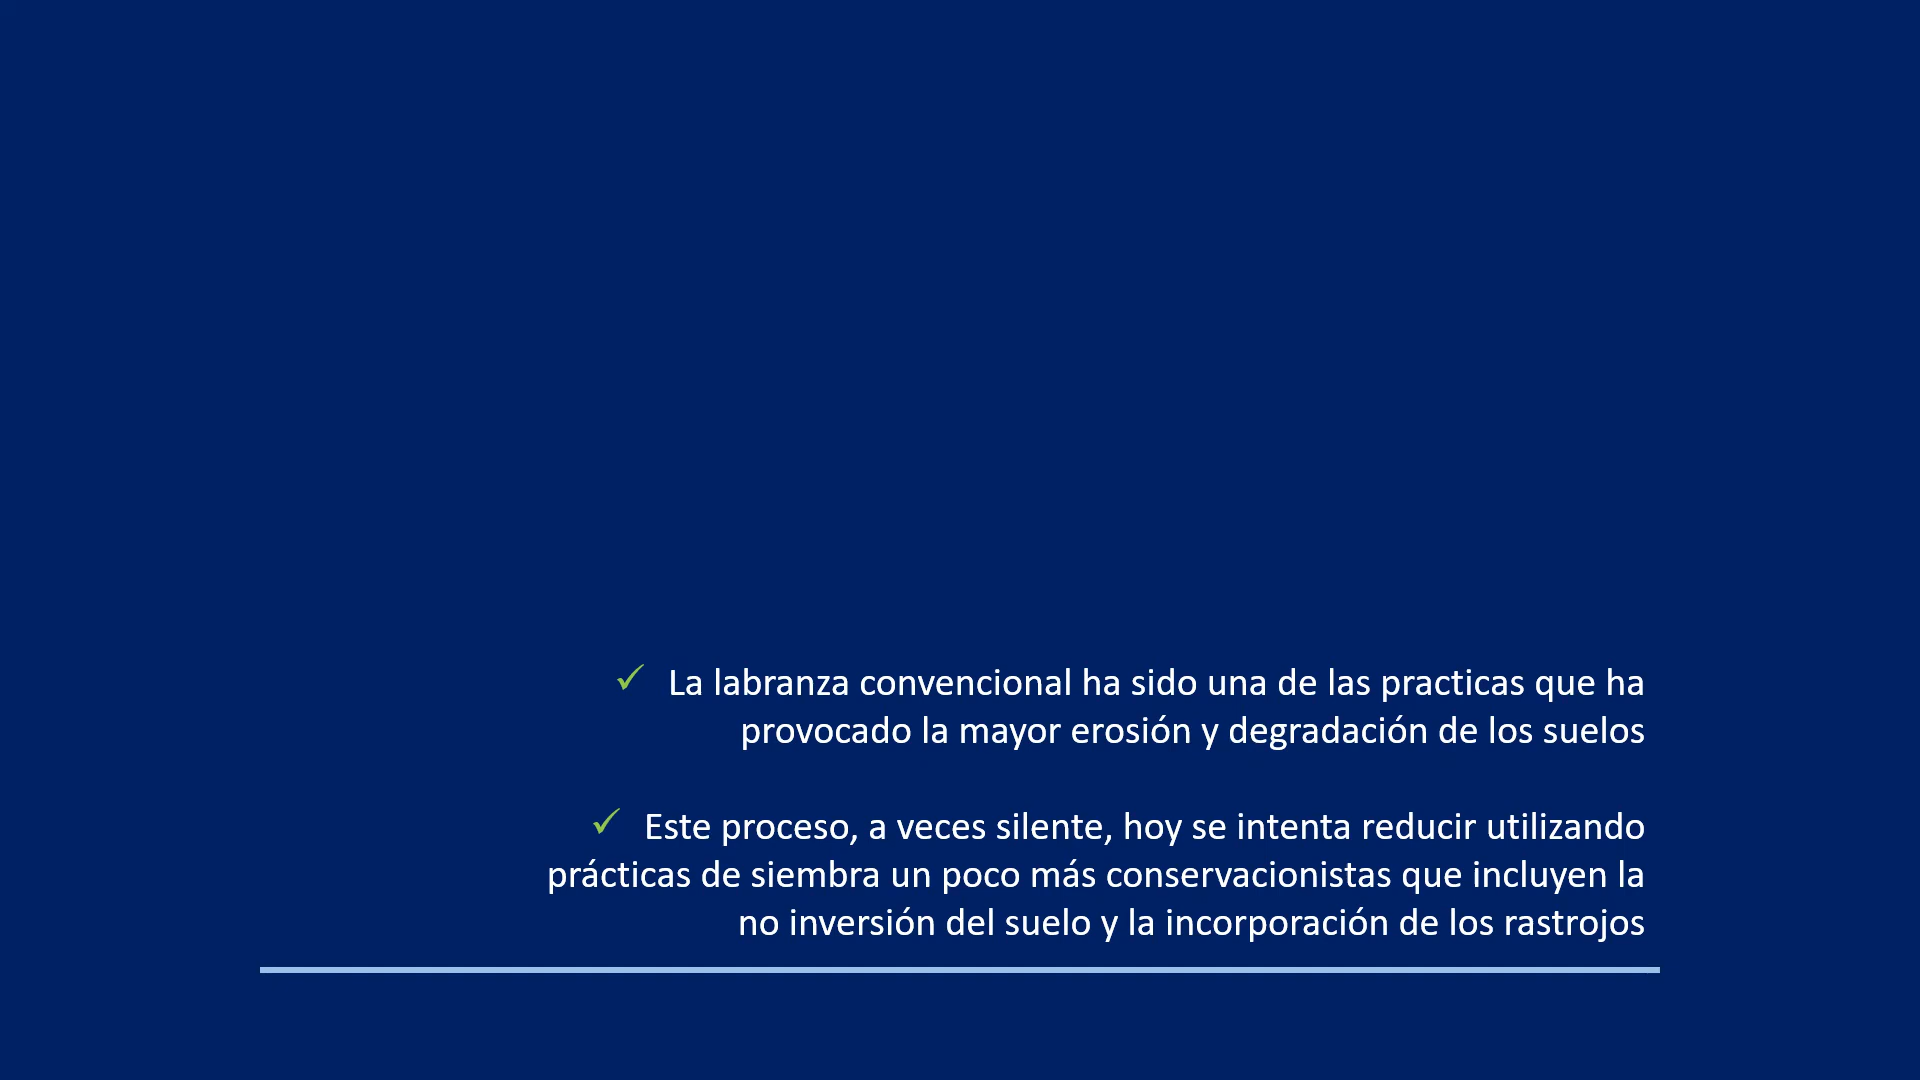 ✓ La labranza convencional ha sido una de las practicas que ha
provocado la mayor erosión y degradación de los suelos
✓ Este proceso, a veces silente, hoy se intenta reducir utilizando
prácticas de siembra un poco más conservacionistas que incluyen la
no inversión del suelo y la incorporación de los rastrojos